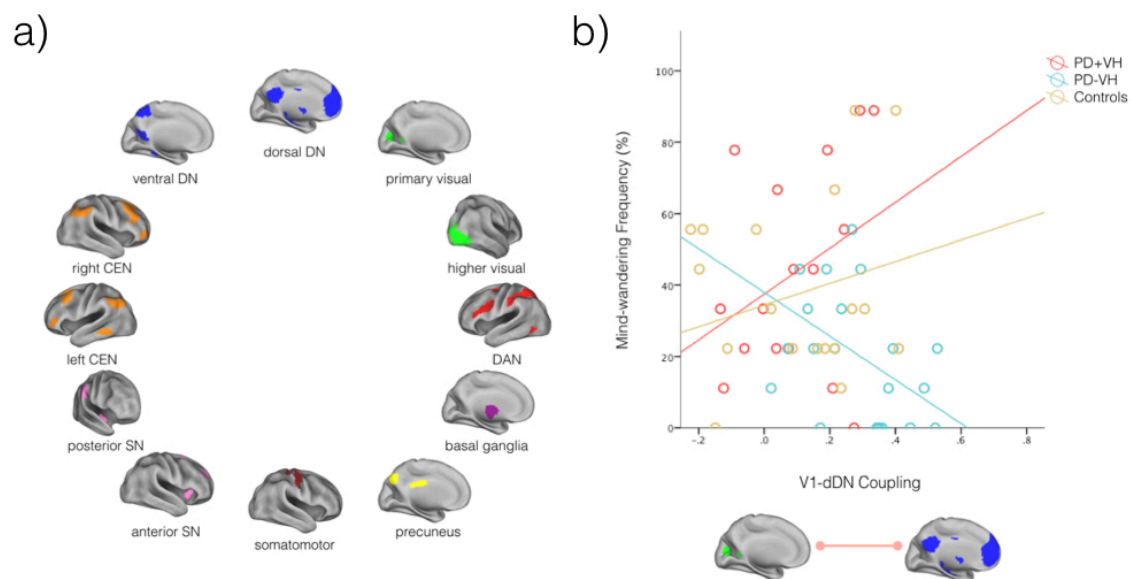 a)
dorsal DN
ventral DN
primary visual
right CEN
higher visual
left CEN
DAN
posterior SN
basal ganglia
anterior SN
somatomotor
precuneus
b)
PD+VH
PD-VH
Controls
Mind-wandering Frequency (%)
100
80
60
40
20
0
-.2
.0
.2
.4
.6
.8
V1-dDN Coupling